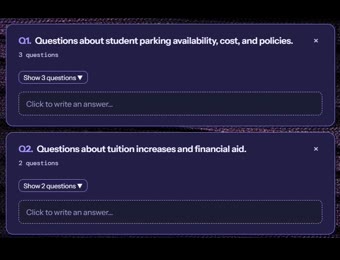 Q1. Questions about student parking availability, cost, and policies. ×
3 questions
Show 3 questions ▼
Click to write an answer...
Q2. Questions about tuition increases and financial aid. ×
2 questions
Show 2 questions ▼
Click to write an answer...